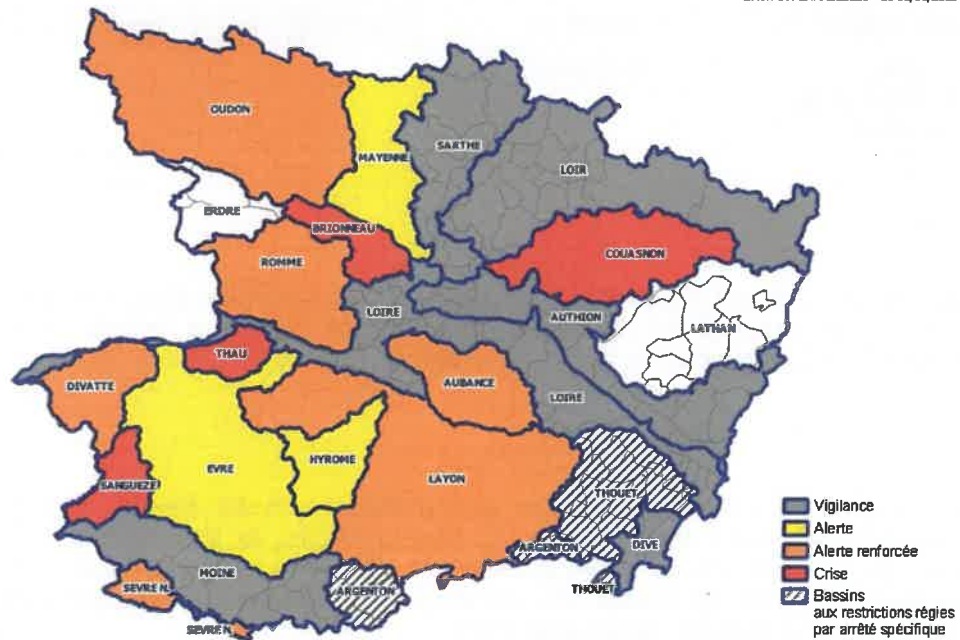 OUDON
MAYENNE
SARTHE
LOIR
ERDRE
BRIONNEAU
ROMME
COUASNON
LOIRE
AUTHION
LATHAN
THAU
DIVATTE
AUBANCE
LOIRE
EVRE
HYROME
LAYON
SANGUEZE
THOUET
ARGENTON
DIVE
MOINE
SEVRE N.
ARGENTON
THOUET
SEVRE N.
Vigilance
Alerte
Alerte renforcée
Crise
Bassins
aux restrictions régies
par arrêté spécifique